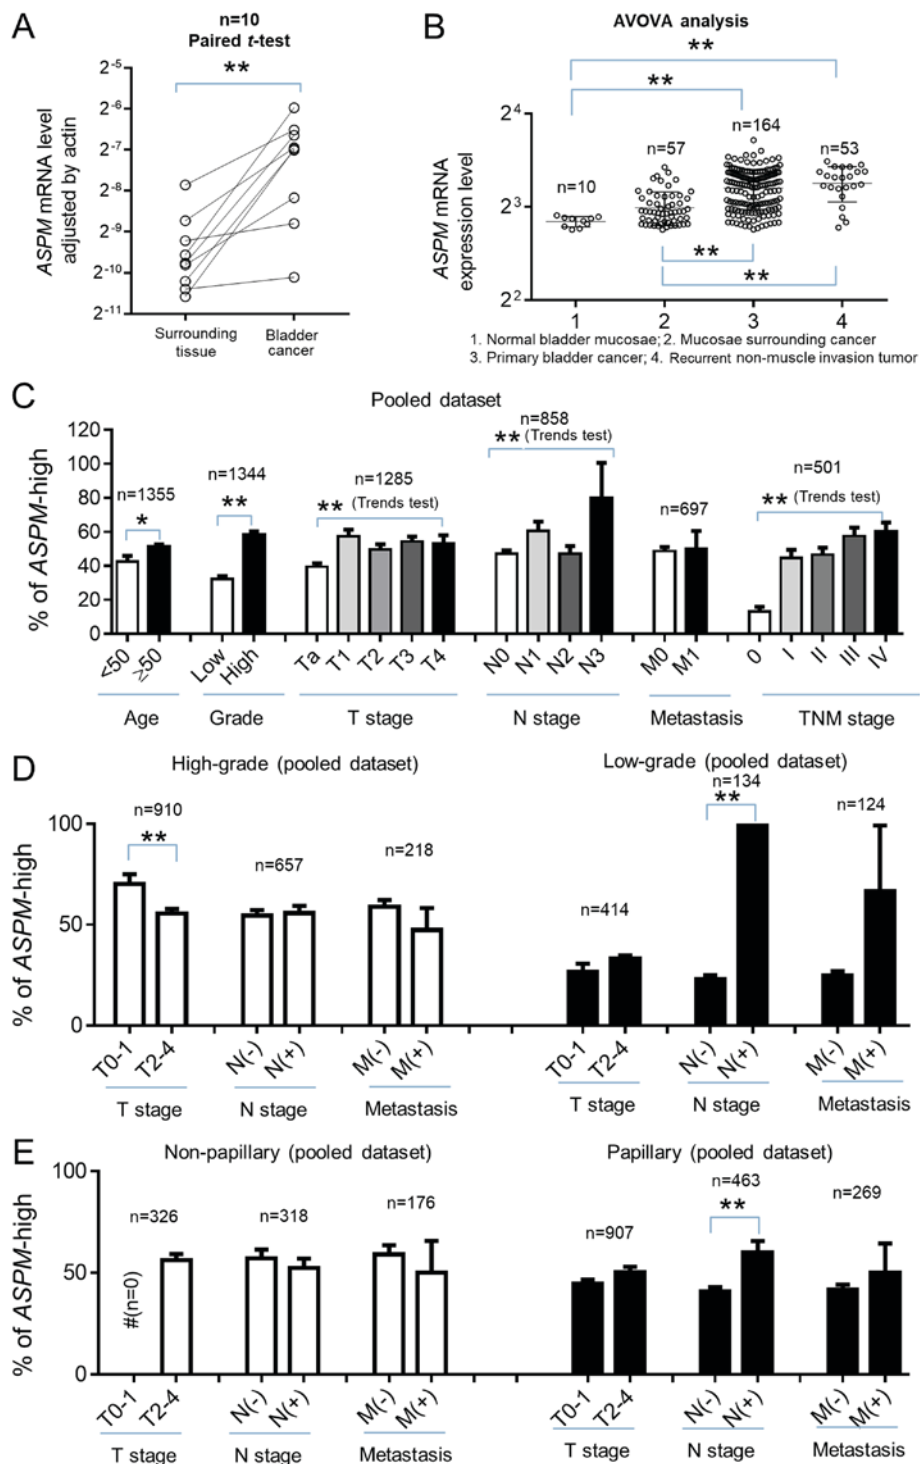 A
n=10
Paired t-test
**
ASPM mRNA level
adjusted by actin
2-5
2-6
2-7
2-8
2-9
2-10
2-11
Surrounding
tissue
Bladder
cancer
B
AVOVA analysis
**
**
ASPM mRNA
expression level
2^4
2^3
2^2
n=10
n=57
n=164
n=53
**
**
1 2 3 4
1. Normal bladder mucosae; 2. Mucosae surrounding cancer
3. Primary bladder cancer; 4. Recurrent non-muscle invasion tumor
C
Pooled dataset
% of ASPM-high
120
100
80
60
40
20
0
n=1355
*
n=1344
**
n=1285
** (Trends test)
n=858
** (Trends test)
n=697
n=501
** (Trends test)
<50 ≥50 Low High Ta T1 T2 T3 T4 N0 N1 N2 N3 M0 M1 0 I II III IV
Age Grade T stage N stage Metastasis TNM stage
D
High-grade (pooled dataset)
Low-grade (pooled dataset)
% of ASPM-high
100
50
0
n=910
**
n=657
n=218
n=414
n=134
**
n=124
T0-1 T2-4 N(-) N(+) M(-) M(+) T0-1 T2-4 N(-) N(+) M(-) M(+)
T stage N stage Metastasis T stage N stage Metastasis
E
Non-papillary (pooled dataset)
Papillary (pooled dataset)
% of ASPM-high
100
50
0
n=326
#(n=0)
n=318
n=176
n=907
n=463
**
n=269
T0-1 T2-4 N(-) N(+) M(-) M(+) T0-1 T2-4 N(-) N(+) M(-) M(+)
T stage N stage Metastasis T stage N stage Metastasis